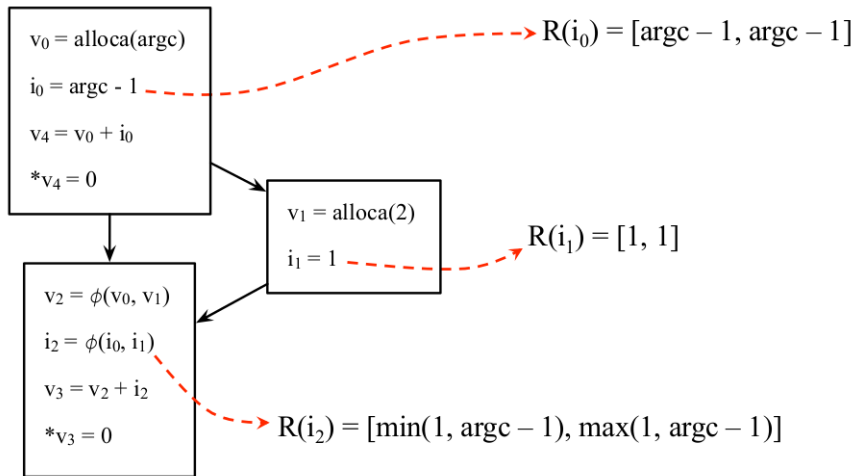 v₀ = alloca(argc)
i₀ = argc - 1
v₄ = v₀ + i₀
*v₄ = 0
R(i₀) = [argc – 1, argc – 1]
v₁ = alloca(2)
i₁ = 1
R(i₁) = [1, 1]
v₂ = ϕ(v₀, v₁)
i₂ = ϕ(i₀, i₁)
v₃ = v₂ + i₂
*v₃ = 0
R(i₂) = [min(1, argc – 1), max(1, argc – 1)]